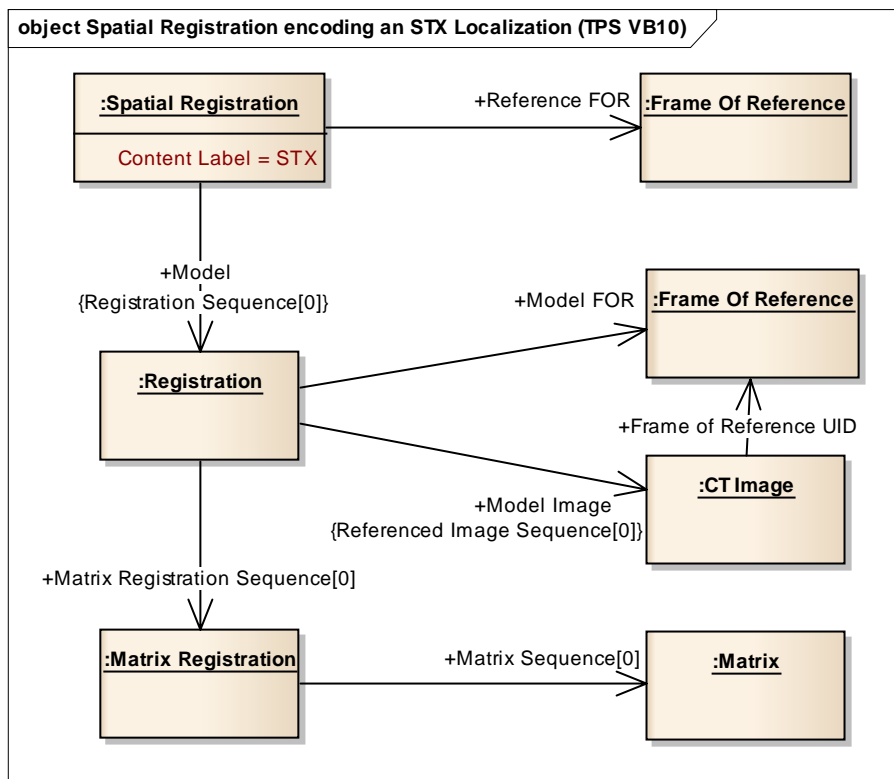 object Spatial Registration encoding an STX Localization (TPS VB10)
:Spatial Registration
Content Label = STX
+Reference FOR
:Frame Of Reference
+Model
{Registration Sequence[0]}
+Model FOR
:Frame Of Reference
:Registration
+Frame of Reference UID
:CT Image
+Model Image
{Referenced Image Sequence[0]}
+Matrix Registration Sequence[0]
:Matrix Registration
+Matrix Sequence[0]
:Matrix